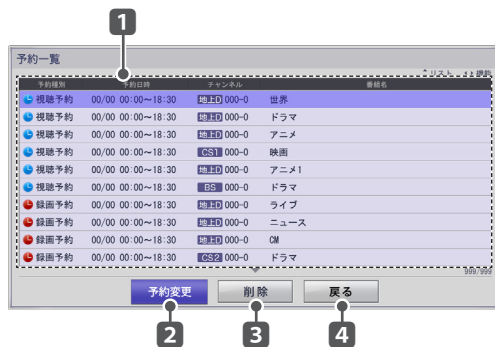 1
予約一覧
リスト
予約種別 予約日時 チャンネル 番組名
視聴予約 00/00 00:00～18:30 地上D 000-0 世界
視聴予約 00/00 00:00～18:30 地上D 000-0 ドラマ
視聴予約 00/00 00:00～18:30 地上D 000-0 アニメ
視聴予約 00/00 00:00～18:30 CS1 000-0 映画
視聴予約 00/00 00:00～18:30 地上D 000-0 アニメ1
視聴予約 00/00 00:00～18:30 BS 000-0 ドラマ
録画予約 00/00 00:00～18:30 地上D 000-0 ライブ
録画予約 00/00 00:00～18:30 地上D 000-0 ニュース
録画予約 00/00 00:00～18:30 地上D 000-0 CM
録画予約 00/00 00:00～18:30 CS2 000-0 ドラマ
999/999
予約変更 削除 戻る
2 3 4